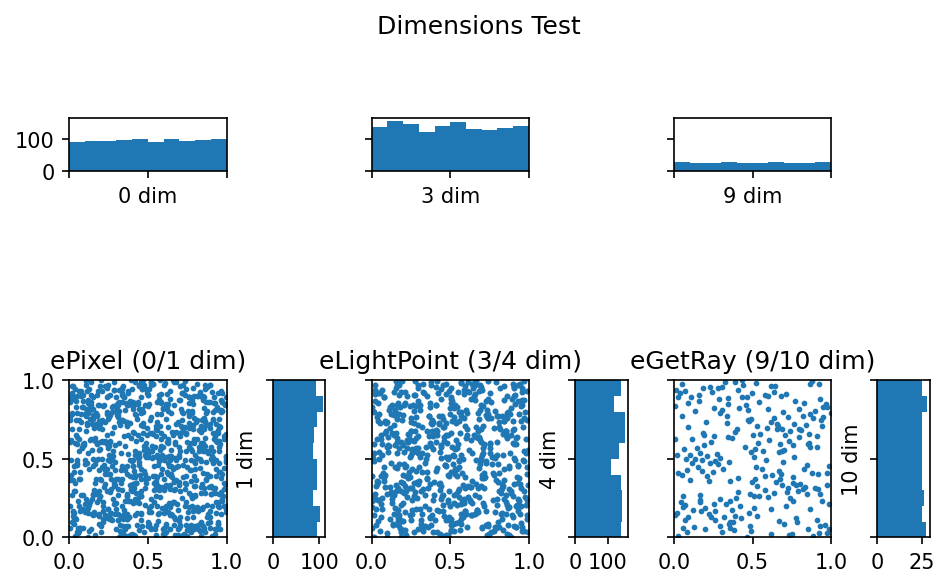 Dimensions Test
100
0
0 dim
3 dim
9 dim
ePixel (0/1 dim)
eLightPoint (3/4 dim)
eGetRay (9/10 dim)
1.0
0.5
0.0
1 dim
4 dim
10 dim
0.0 0.5 1.0
0 100
0.0 0.5 1.0
0 100
0.0 0.5 1.0
0 25